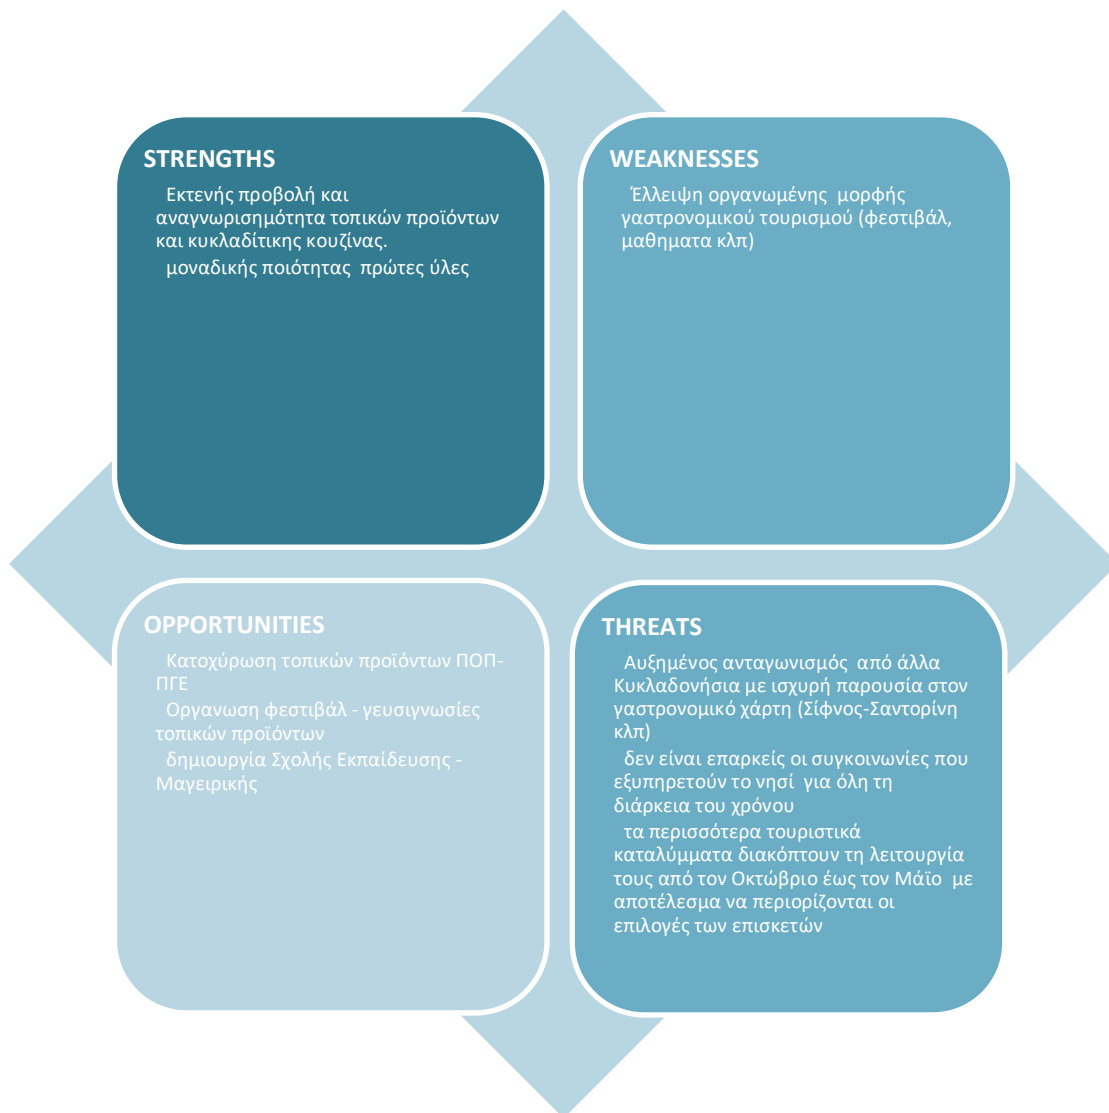 STRENGTHS
Εκτενής προβολή και
αναγνωρισημότητα τοπικών προϊόντων
και κυκλαδίτικης κουζίνας.
μοναδικής ποιότητας πρώτες ύλες
WEAKNESSES
Έλλειψη οργανωμένης μορφής
γαστρονομικού τουρισμού (φεστιβάλ,
μαθηματα κλπ)
OPPORTUNITIES
Κατοχύρωση τοπικών προϊόντων ΠΟΠ-
ΠΓΕ
Οργανωση φεστιβάλ - γευσιγνωσίες
τοπικών προϊόντων
δημιουργία Σχολής Εκπαίδευσης -
Μαγειρικής
THREATS
Αυξημένος ανταγωνισμός από άλλα
Κυκλαδονήσια με ισχυρή παρουσία στον
γαστρονομικό χάρτη (Σίφνος-Σαντορίνη
κλπ)
δεν είναι επαρκείς οι συγκοινωνίες που
εξυπηρετούν το νησί για όλη τη
διάρκεια του χρόνου
τα περισσότερα τουριστικά
καταλύμματα διακόπτουν τη λειτουργία
τους από τον Οκτώβριο έως τον Μάϊο με
αποτέλεσμα να περιορίζονται οι
επιλογές των επισκετών